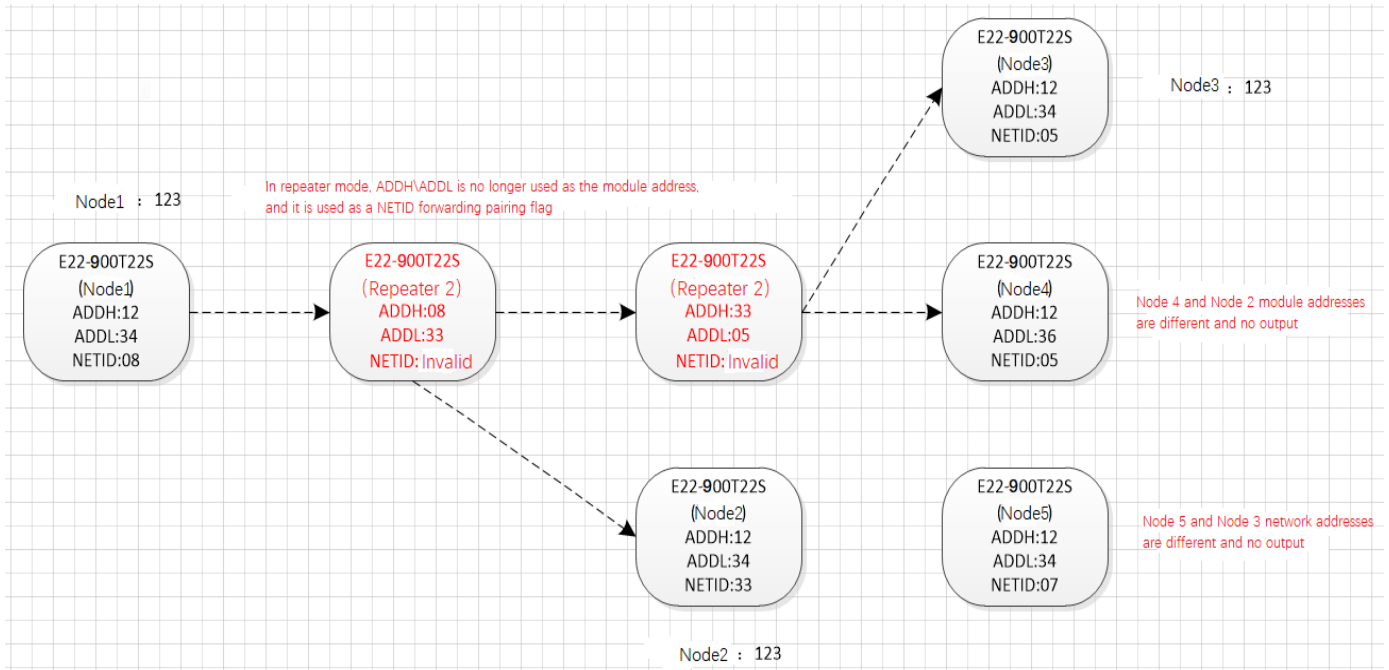 E22-900T22S
(Node3)
ADDH:12
ADDL:34
NETID:05
Node3 : 123
In repeater mode, ADDH\ADDL is no longer used as the module address,
and it is used as a NETID forwarding pairing flag
Node1 : 123
E22-900T22S
(Node1)
ADDH:12
ADDL:34
NETID:08
E22-900T22S
(Repeater 2)
ADDH:08
ADDL:33
NETID: Invalid
E22-900T22S
(Repeater 2)
ADDH:33
ADDL:05
NETID: Invalid
E22-900T22S
(Node4)
ADDH:12
ADDL:36
NETID:05
Node 4 and Node 2 module addresses
are different and no output
E22-900T22S
(Node2)
ADDH:12
ADDL:34
NETID:33
E22-900T22S
(Node5)
ADDH:12
ADDL:34
NETID:07
Node 5 and Node 3 network addresses
are different and no output
Node2 : 123